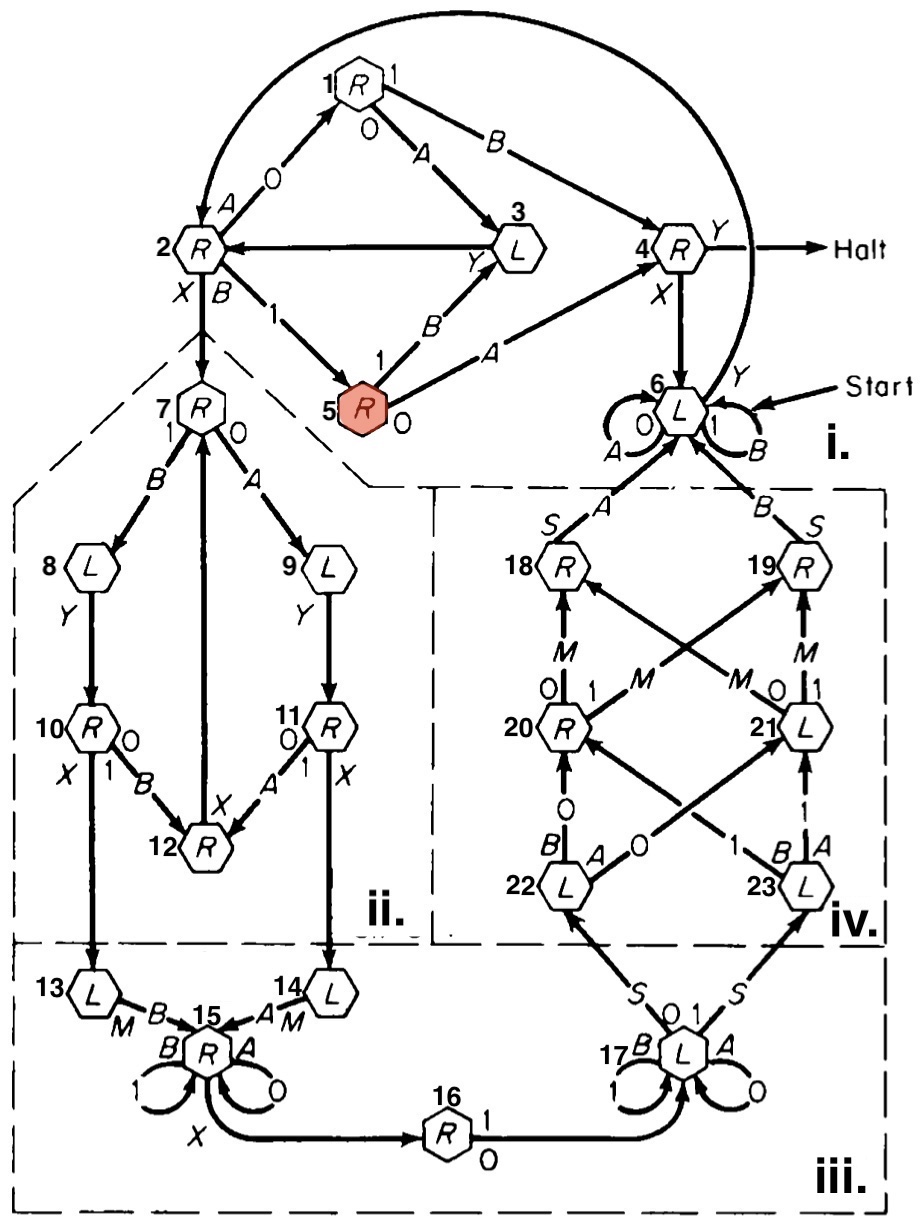 1 R 1
0
B
A
0
A
3
2 R
L
Y
4 R Y
Halt
X
X B
1
B
1
A
5 R 0
6
Y
Start
7 R
1 0
0 L 1
A B
i.
B A
B
A
S
S
8 L
9 L
18 R
19 R
Y
Y
M
M
M
M
10 R 0
11 R
0 1
X 1
X
B
A
X
12 R
0 1
20 R
0 1
21 L
0
0
1
1
B A
B A
22 L
23 L
ii.
iv.
13 L
14 L
S
S
M B
A M
15
B R A
1 0
X
16
R 1
0
0 1
17 B L A
1 0
iii.